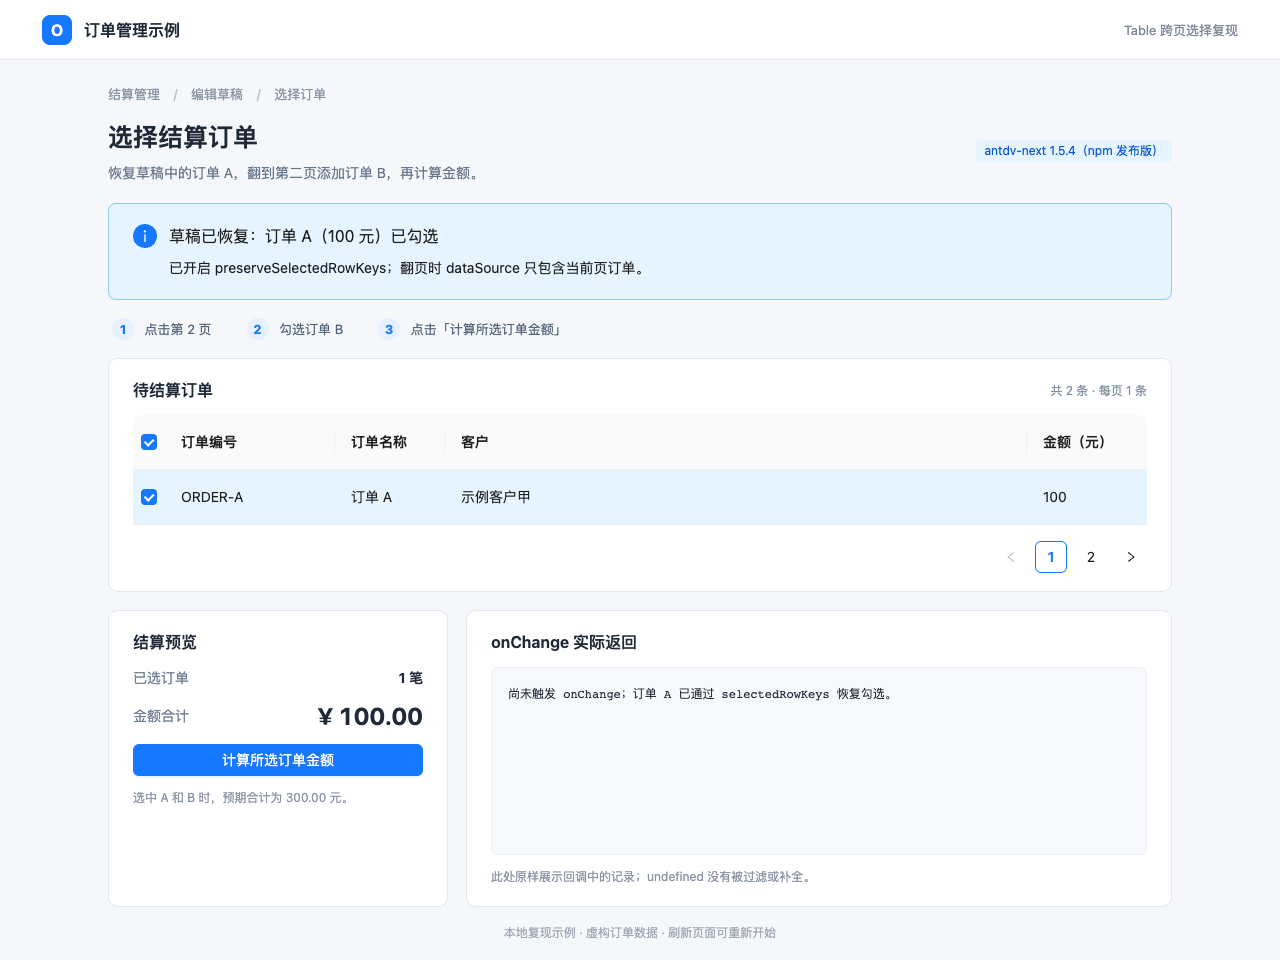 O 订单管理示例
Table 跨页选择复现
结算管理 / 编辑草稿 / 选择订单
选择结算订单
恢复草稿中的订单 A，翻到第二页添加订单 B，再计算金额。
antdv-next 1.5.4（npm 发布版）
草稿已恢复：订单 A（100 元）已勾选
已开启 preserveSelectedRowKeys；翻页时 dataSource 只包含当前页订单。
1 点击第 2 页 2 勾选订单 B 3 点击「计算所选订单金额」
待结算订单
共 2 条 · 每页 1 条
订单编号 订单名称 客户 金额（元）
ORDER-A 订单 A 示例客户甲 100
< 1 2 >
结算预览
已选订单 1 笔
金额合计 ¥ 100.00
计算所选订单金额
选中 A 和 B 时，预期合计为 300.00 元。
onChange 实际返回
尚未触发 onChange；订单 A 已通过 selectedRowKeys 恢复勾选。
此处原样展示回调中的记录；undefined 没有被过滤或补全。
本地复现示例 · 虚构订单数据 · 刷新页面可重新开始